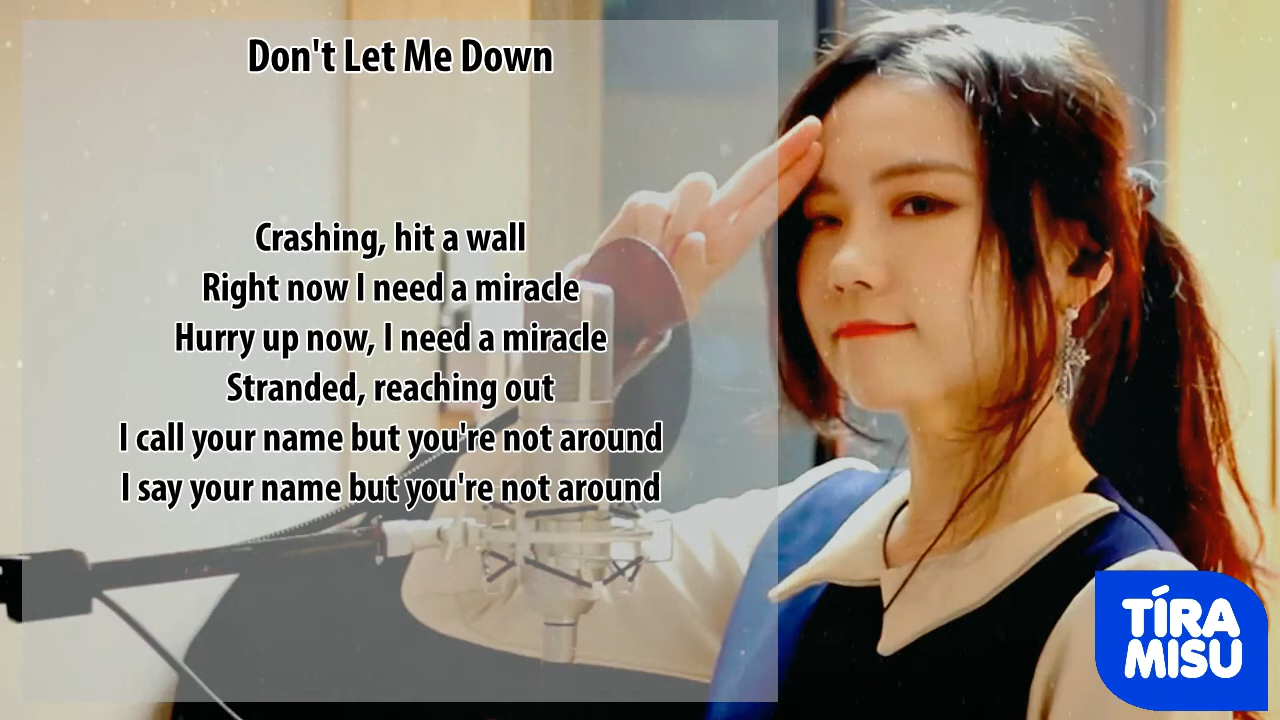 Don't Let Me Down
Crashing, hit a wall
Right now I need a miracle
Hurry up now, I need a miracle
Stranded, reaching out
I call your name but you're not around
I say your name but you're not around
TÍRA
MISU